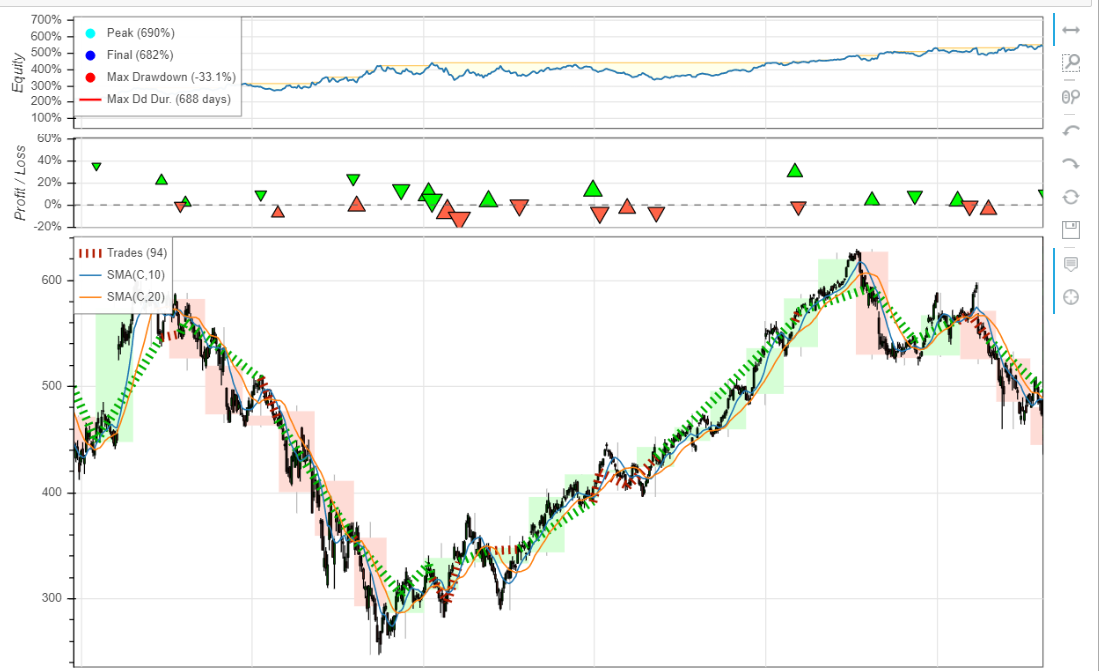 700%
600%
500%
400%
300%
200%
100%
Equity
Peak (690%)
Final (682%)
Max Drawdown (-33.1%)
Max Dd Dur. (688 days)
60%
40%
20%
0%
-20%
Profit / Loss
Trades (94)
SMA(C,10)
SMA(C,20)
600
500
400
300